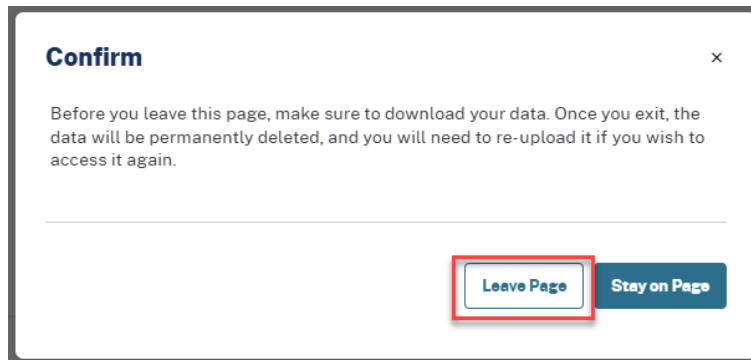 Confirm ×
Before you leave this page, make sure to download your data. Once you exit, the
data will be permanently deleted, and you will need to re-upload it if you wish to
access it again.
Leave Page Stay on Page